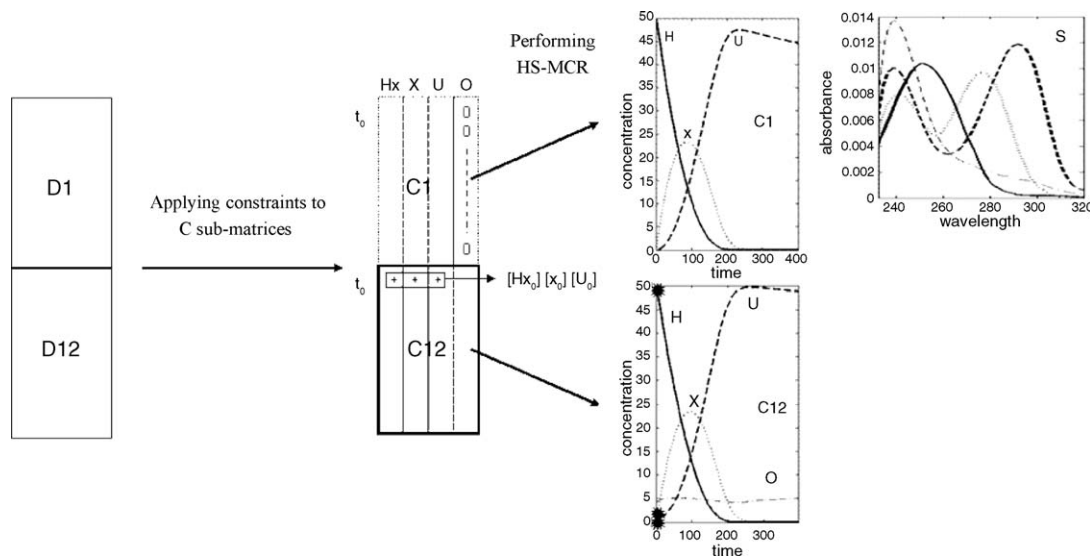 D1
D12
Applying constraints to
C sub-matrices
Hx X U O
t0
0
0
C1
0
t0
+ + +
[Hx0] [x0] [U0]
C12
Performing
HS-MCR
50
45
40
35
30
25
20
15
10
5
0
concentration
H
U
x
C1
0 100 200 300 400
time
0.014
0.012
0.01
0.008
0.006
0.004
0.002
0
absorbance
S
240 260 280 300 320
wavelength
50
45
40
35
30
25
20
15
10
5
0
concentration
H
U
X
C12
O
0 100 200 300
time